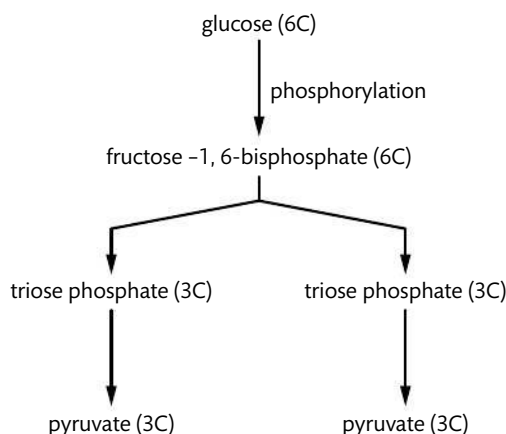 glucose (6C)
phosphorylation
fructose –1, 6-bisphosphate (6C)
triose phosphate (3C)
triose phosphate (3C)
pyruvate (3C)
pyruvate (3C)